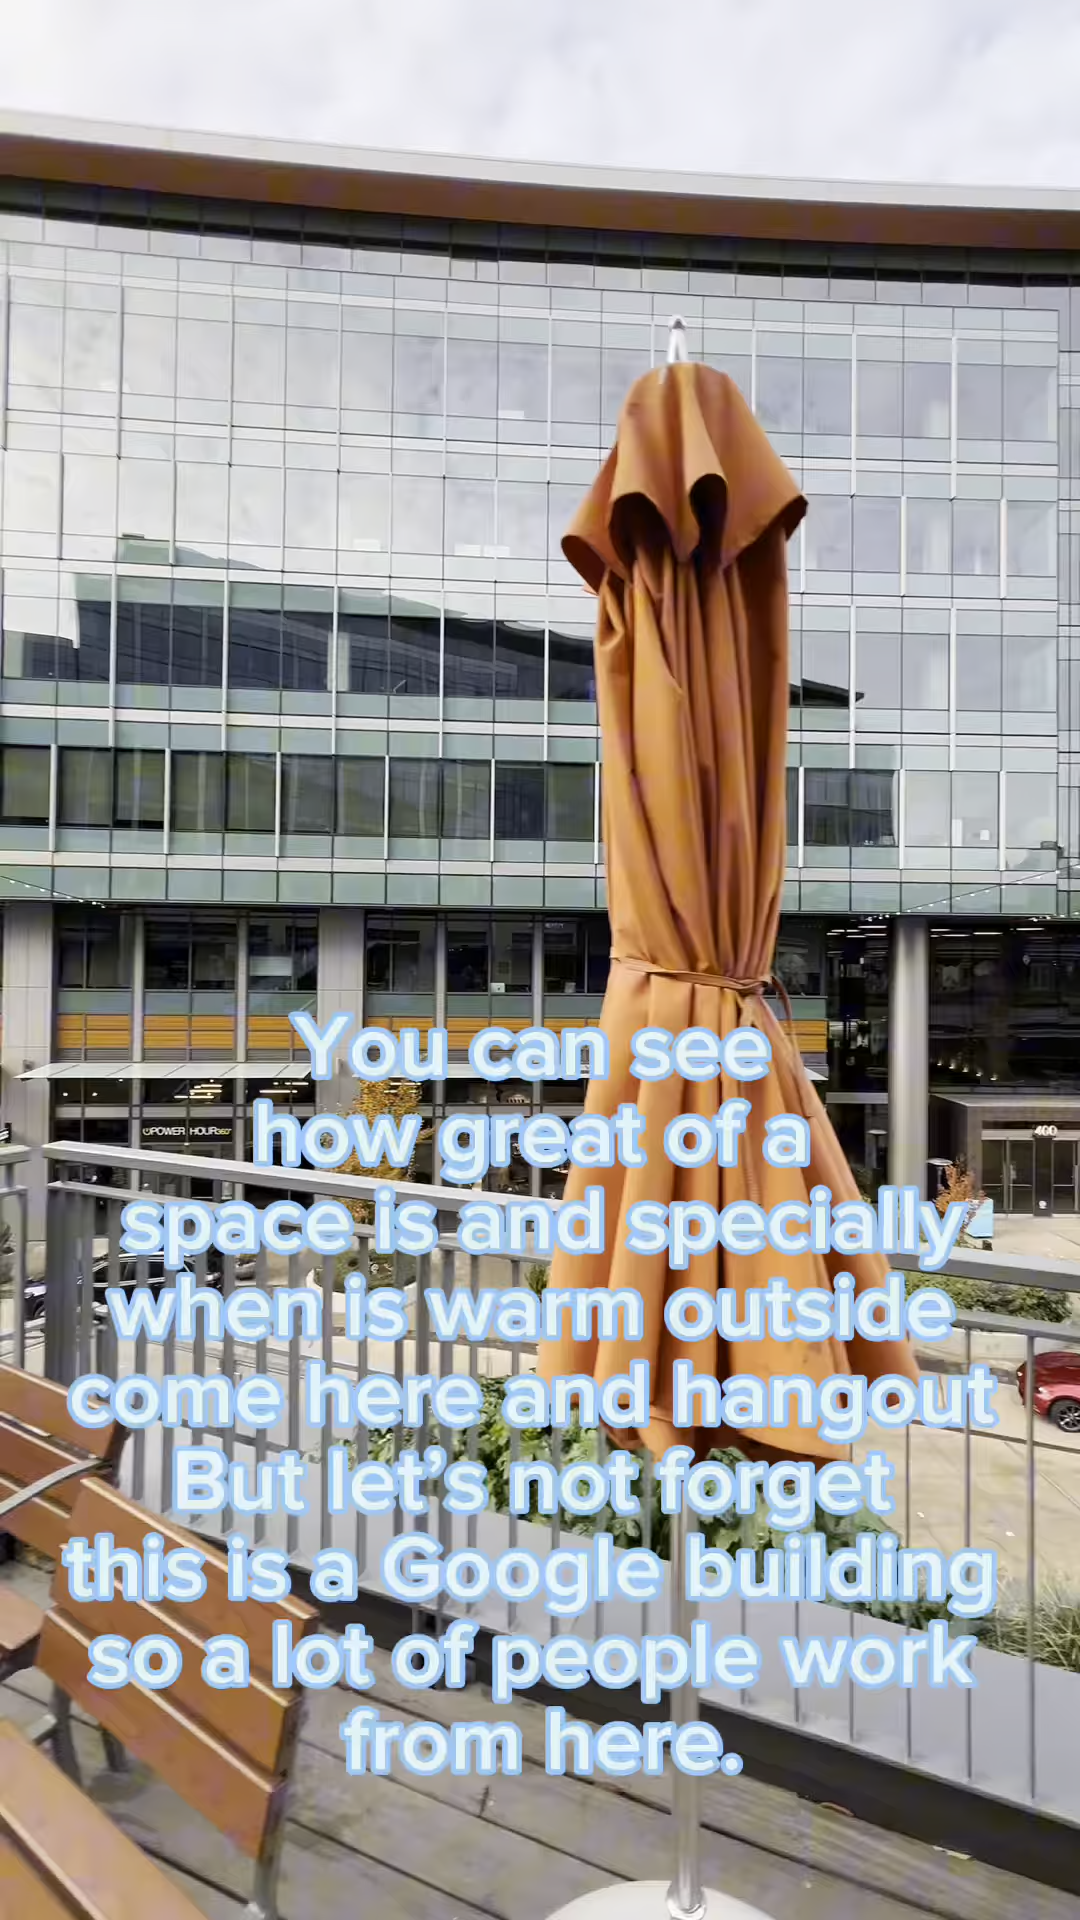 POWER HOUR360°
400
You can see
how great of a
space is and specially
when is warm outside
come here and hangout
But let's not forget
this is a Google building
so a lot of people work
from here.